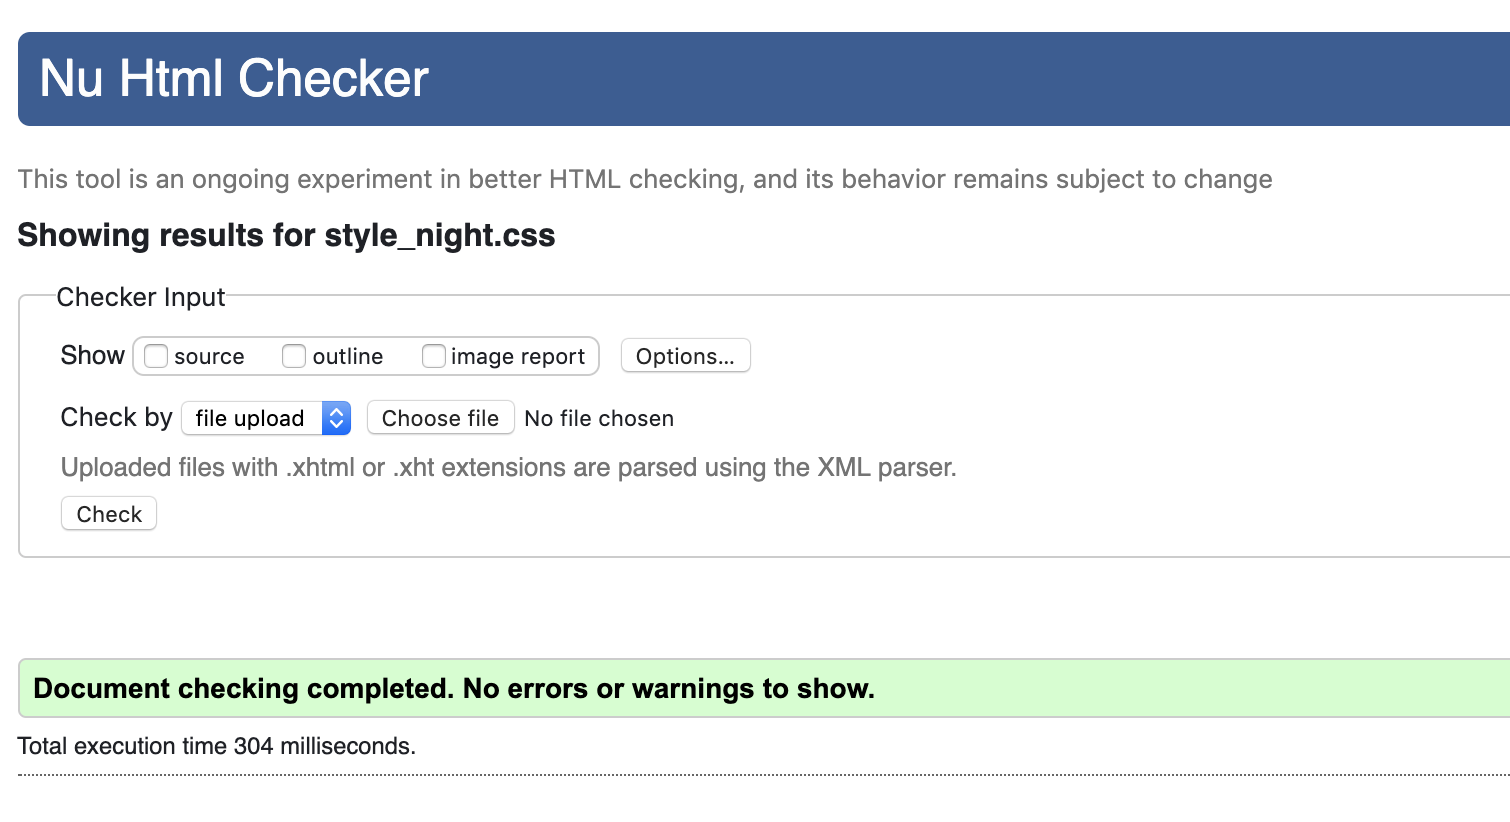 Nu Html Checker
This tool is an ongoing experiment in better HTML checking, and its behavior remains subject to change
Showing results for style_night.css
Checker Input
Show source outline image report Options...
Check by file upload Choose file No file chosen
Uploaded files with .xhtml or .xht extensions are parsed using the XML parser.
Check
Document checking completed. No errors or warnings to show.
Total execution time 304 milliseconds.